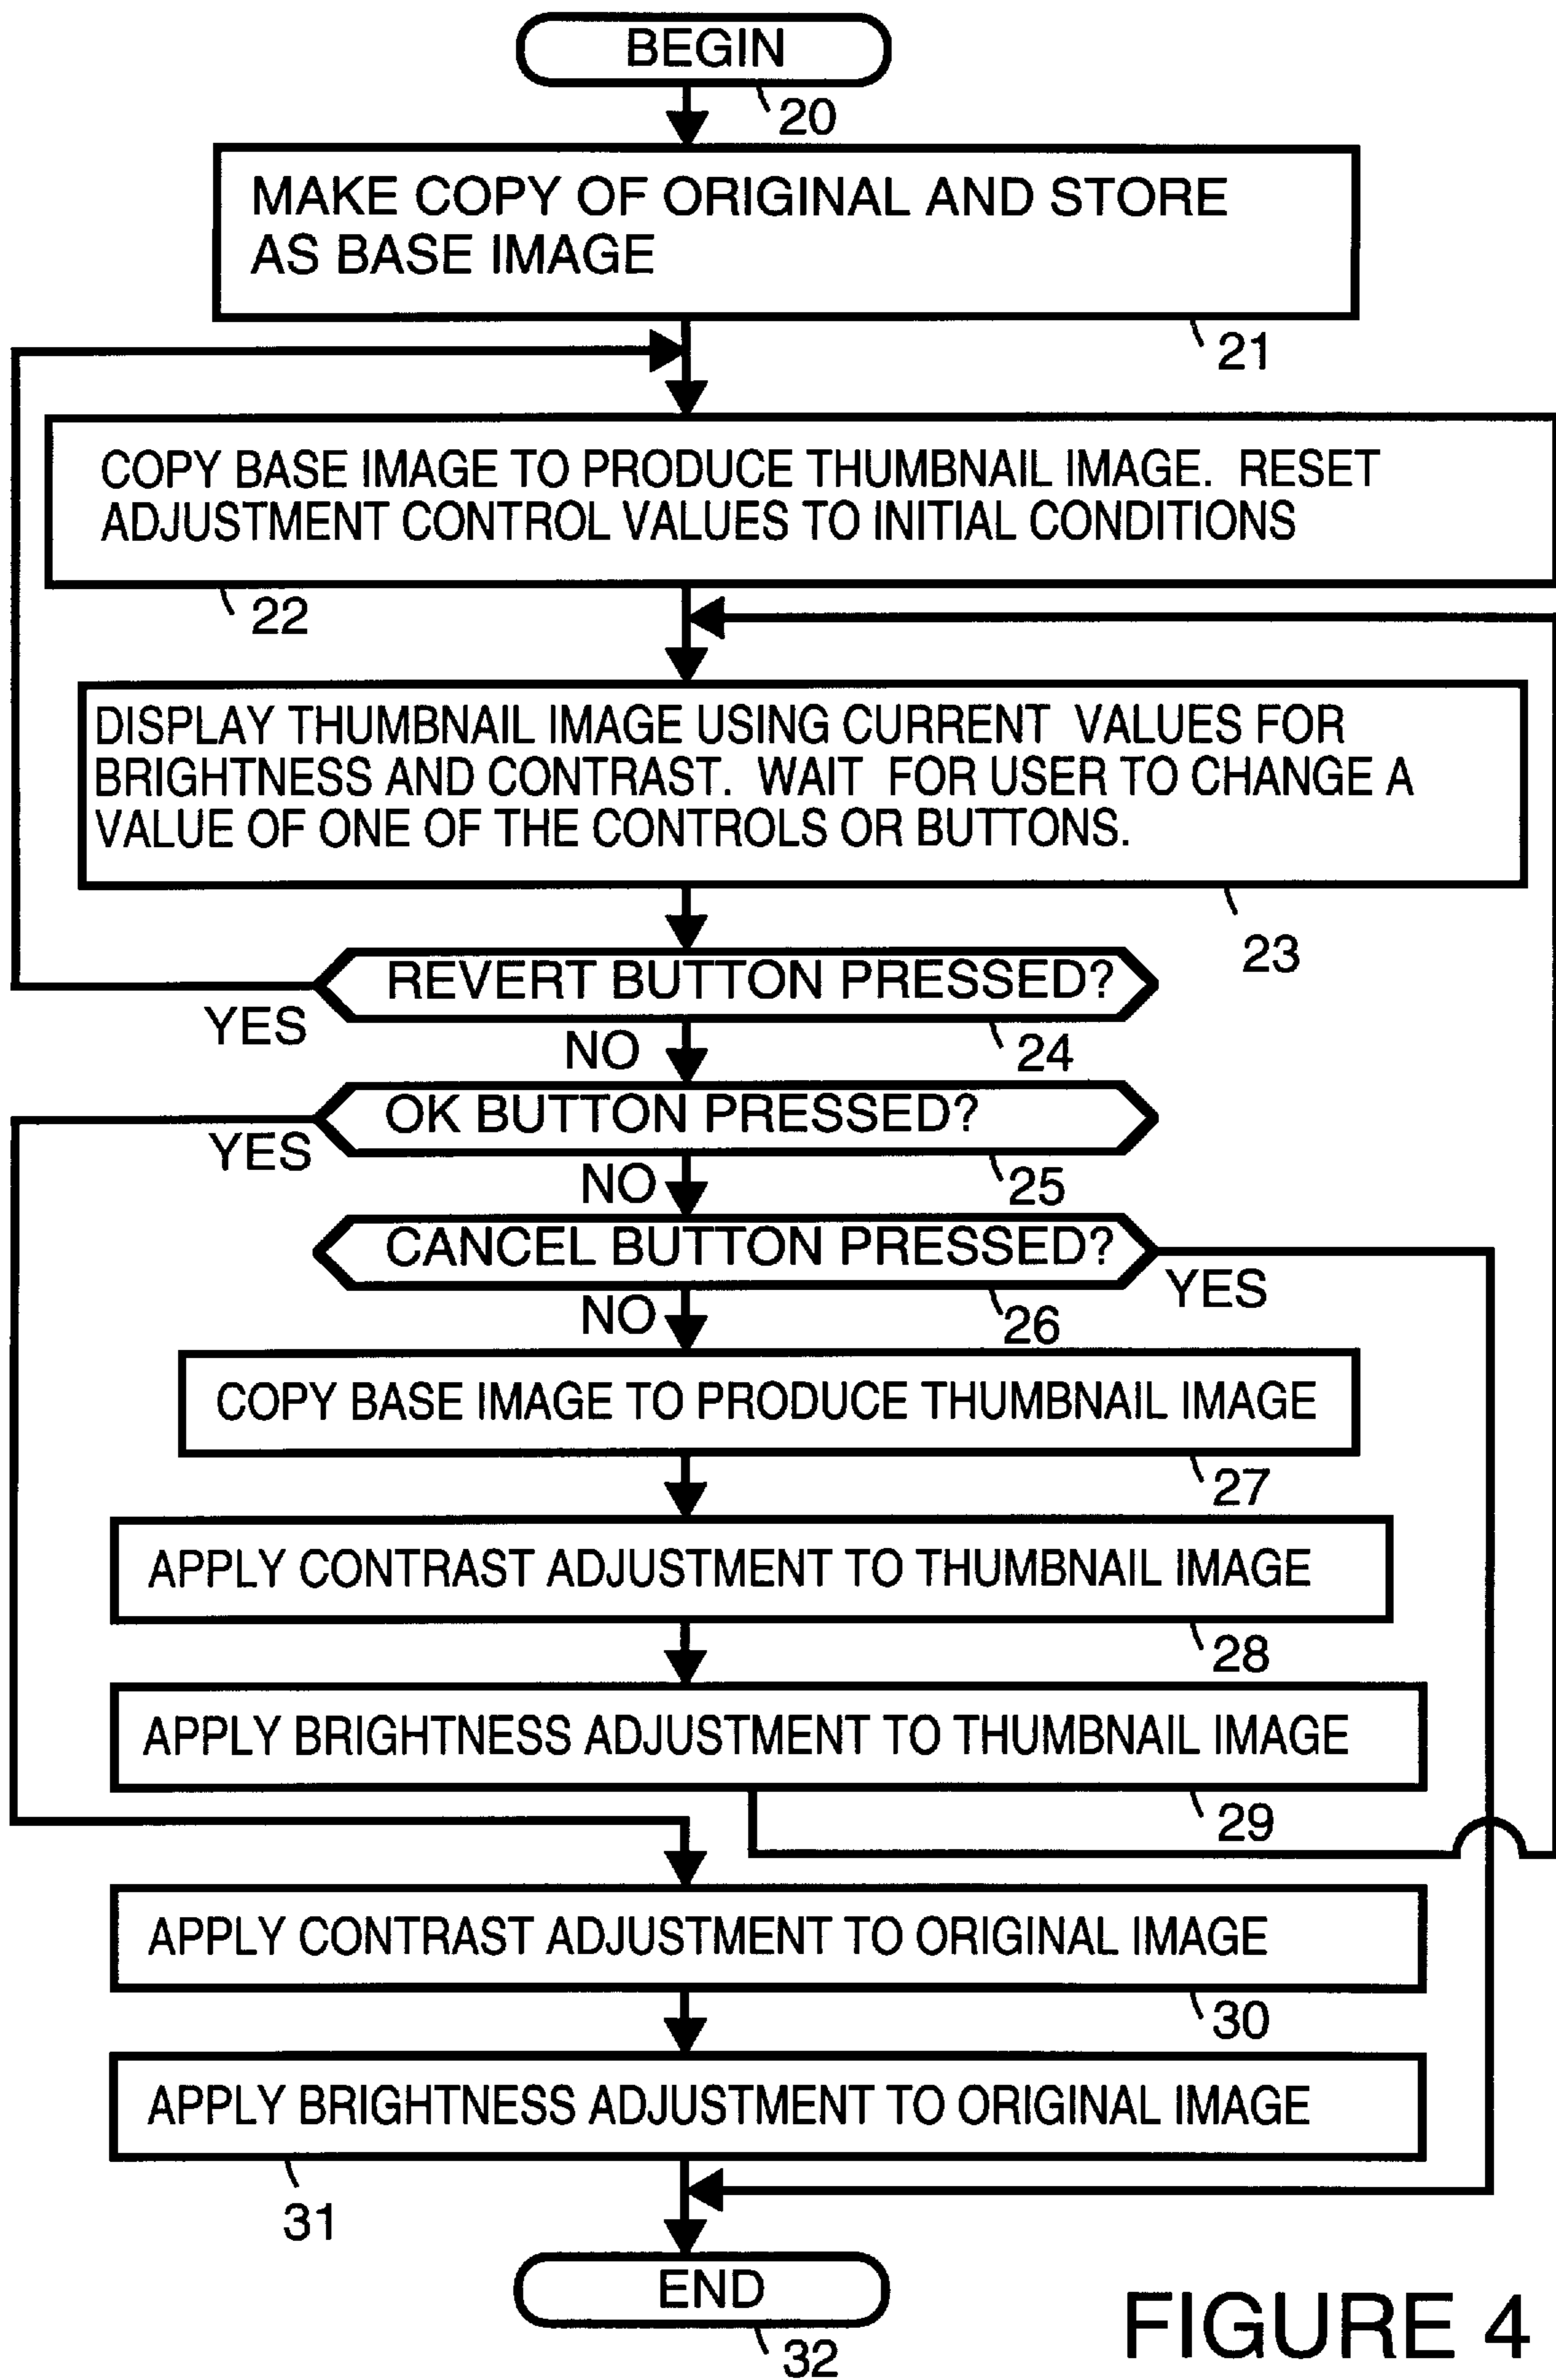 BEGIN
20
MAKE COPY OF ORIGINAL AND STORE
AS BASE IMAGE
21
COPY BASE IMAGE TO PRODUCE THUMBNAIL IMAGE. RESET
ADJUSTMENT CONTROL VALUES TO INITIAL CONDITIONS
22
DISPLAY THUMBNAIL IMAGE USING CURRENT VALUES FOR
BRIGHTNESS AND CONTRAST. WAIT FOR USER TO CHANGE A
VALUE OF ONE OF THE CONTROLS OR BUTTONS.
23
REVERT BUTTON PRESSED?
YES
NO
24
OK BUTTON PRESSED?
YES
NO
25
CANCEL BUTTON PRESSED?
YES
NO
26
COPY BASE IMAGE TO PRODUCE THUMBNAIL IMAGE
27
APPLY CONTRAST ADJUSTMENT TO THUMBNAIL IMAGE
28
APPLY BRIGHTNESS ADJUSTMENT TO THUMBNAIL IMAGE
29
APPLY CONTRAST ADJUSTMENT TO ORIGINAL IMAGE
30
APPLY BRIGHTNESS ADJUSTMENT TO ORIGINAL IMAGE
31
END
32
FIGURE 4